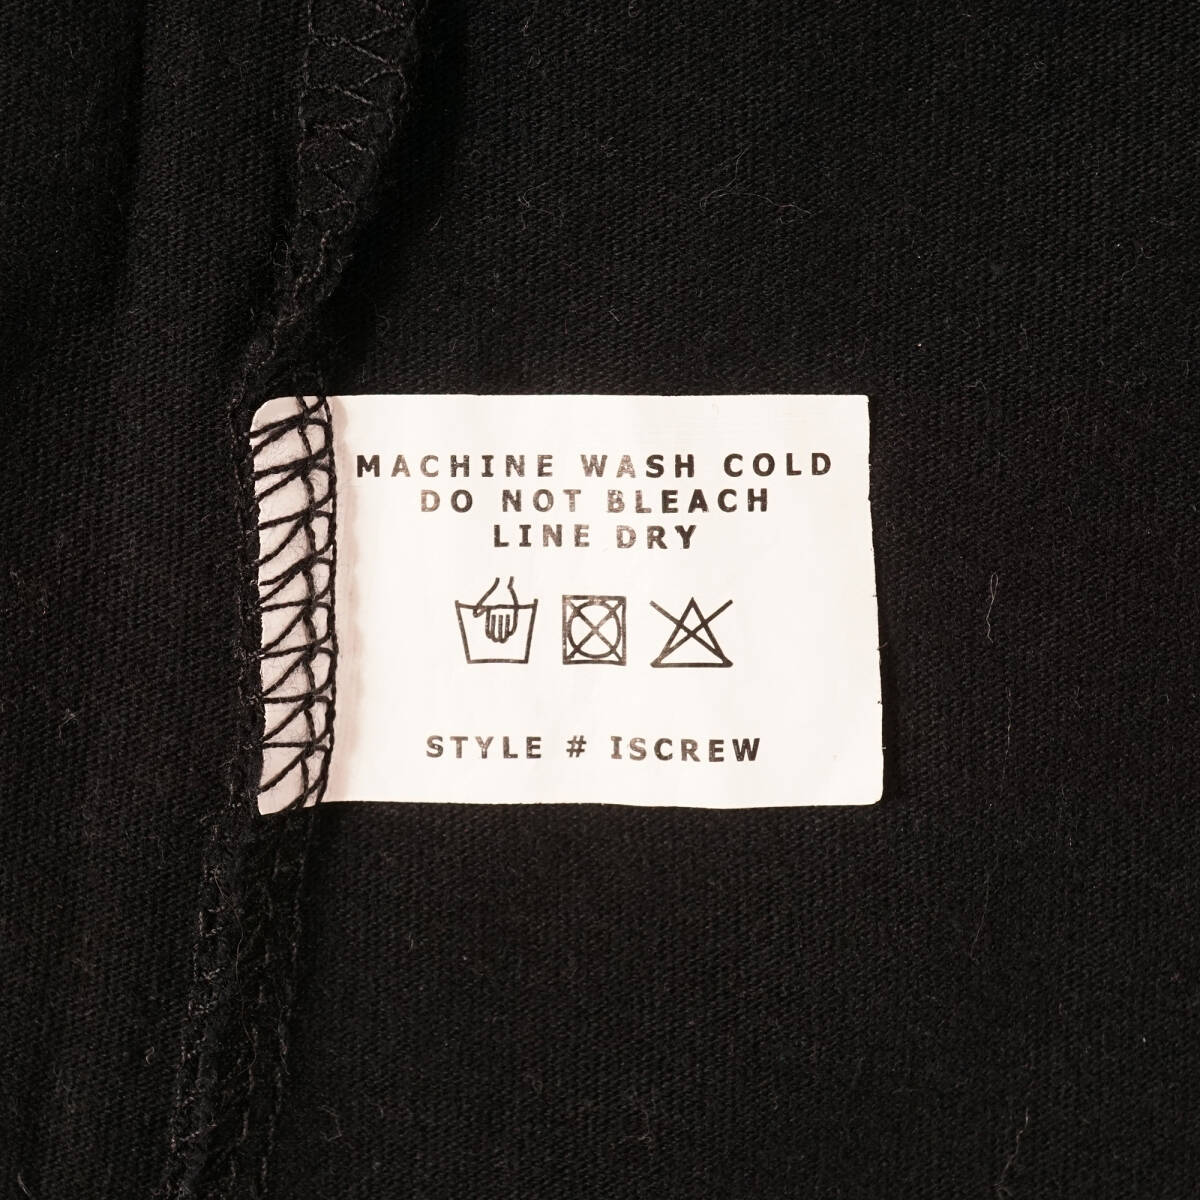 MACHINE WASH COLD
DO NOT BLEACH
LINE DRY
STYLE # ISCREW